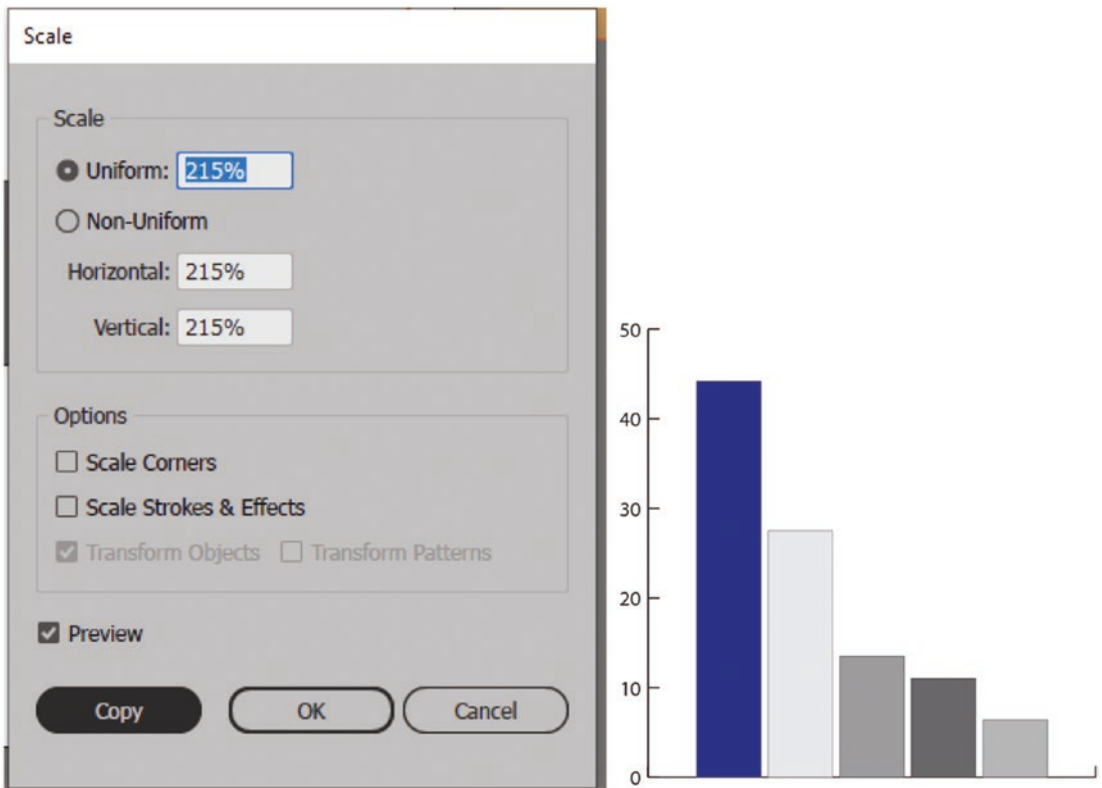 Scale
Scale
Uniform: 215%
Non-Uniform
Horizontal: 215%
Vertical: 215%
Options
Scale Corners
Scale Strokes & Effects
Transform Objects Transform Patterns
Preview
Copy OK Cancel
50
40
30
20
10
0